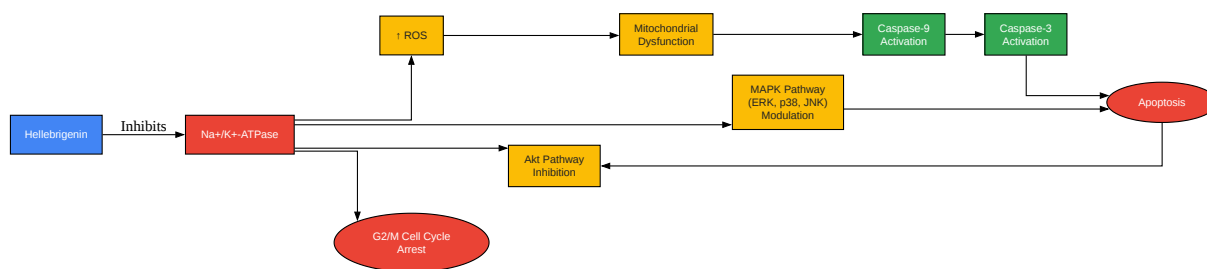 ↑ ROS
Mitochondrial
Dysfunction
Caspase-9
Activation
Caspase-3
Activation
MAPK Pathway
(ERK, p38, JNK)
Modulation
Apoptosis
Hellebrigenin
Inhibits
Na+/K+-ATPase
Akt Pathway
Inhibition
G2/M Cell Cycle
Arrest